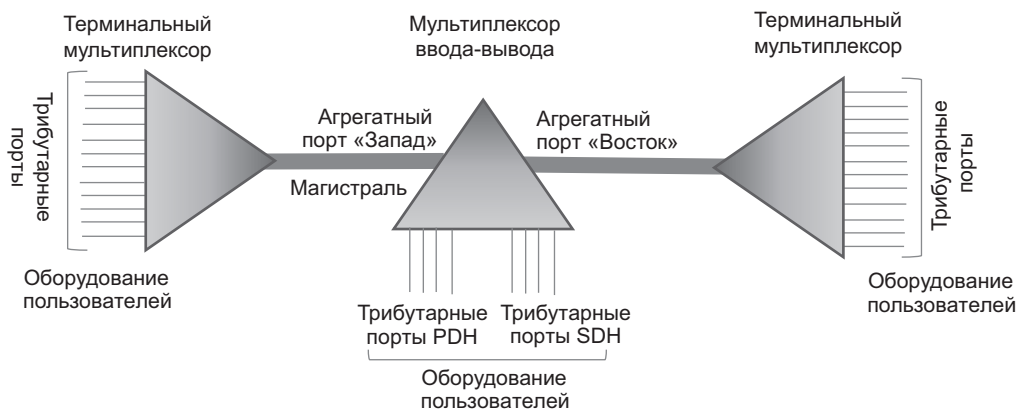 Терминальный
мультиплексор
Мультиплексор
ввода-вывода
Терминальный
мультиплексор
Трибутарные
порты
Агрегатный
порт «Запад»
Агрегатный
порт «Восток»
Магистраль
Трибутарные
порты
Оборудование
пользователей
Трибутарные
порты PDH
Трибутарные
порты SDH
Оборудование
пользователей
Оборудование
пользователей